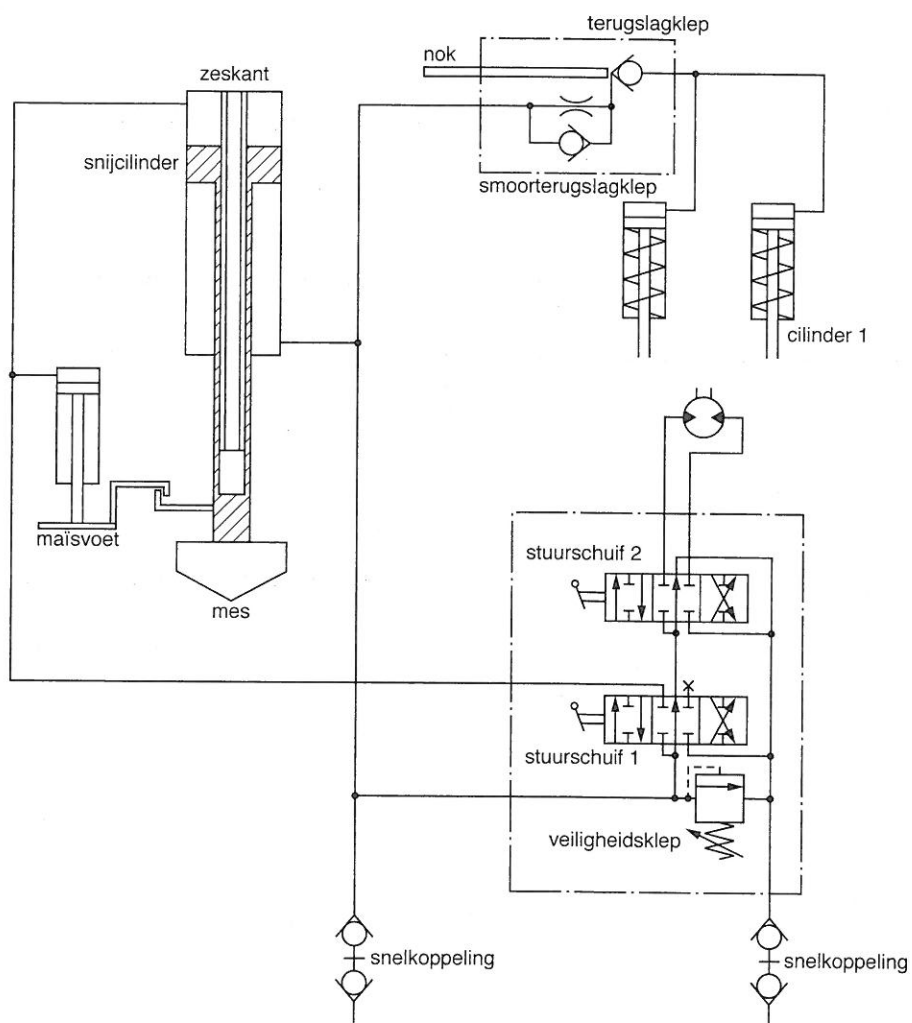 terugslagklep
nok
zeskant
snijcilinder
smoorterugslagklep
cilinder 1
maïsvoet
mes
stuurschuif 2
stuurschuif 1
veiligheidsklep
snelkoppeling
snelkoppeling